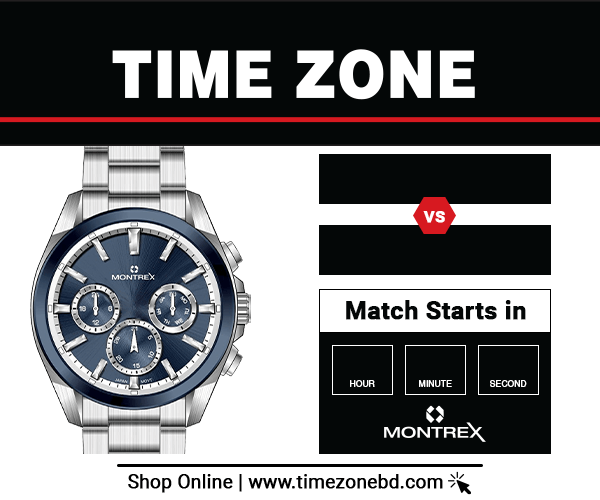 TIME ZONE
VS
MONTREX
Match Starts in
HOUR MINUTE SECOND
MONTREX
Shop Online | www.timezonebd.com